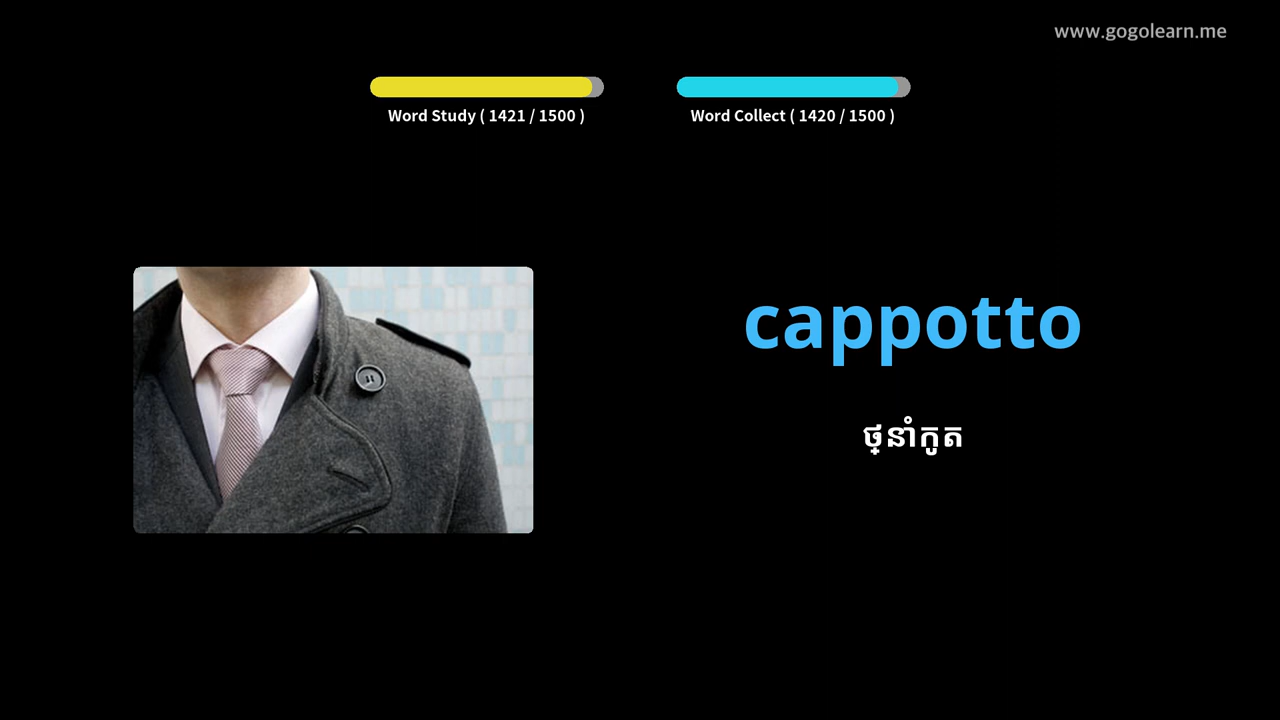 www.gogolearn.me
Word Study ( 1421 / 1500 )
Word Collect ( 1420 / 1500 )
cappotto
ថ្នាំកូត